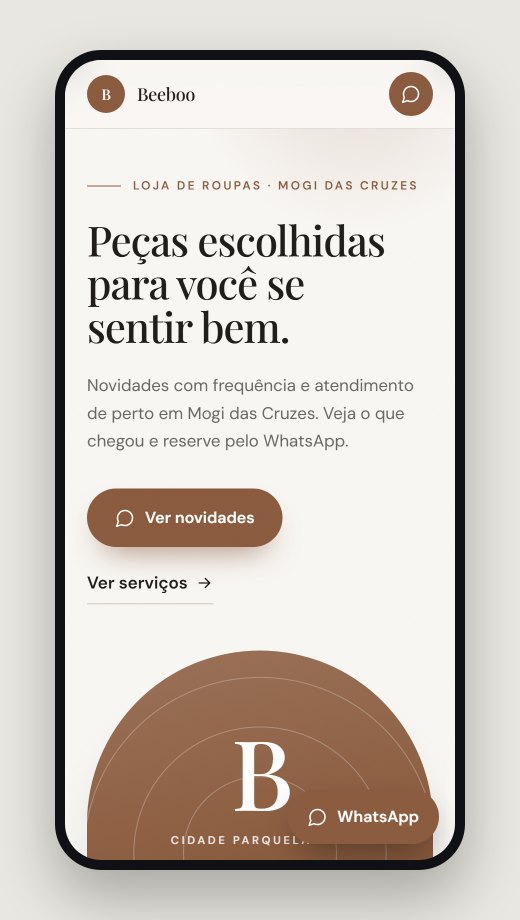 B Beeboo
LOJA DE ROUPAS · MOGI DAS CRUZES
Peças escolhidas
para você se
sentir bem.
Novidades com frequência e atendimento
de perto em Mogi das Cruzes. Veja o que
chegou e reserve pelo WhatsApp.
Ver novidades
Ver serviços →
B
WhatsApp
CIDADE